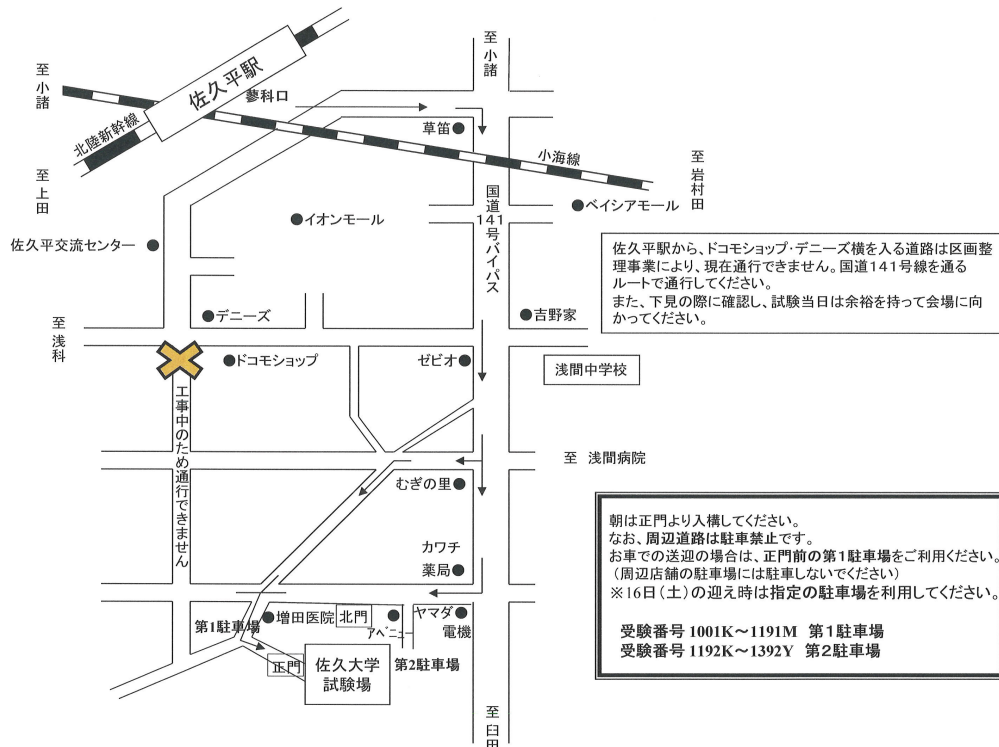 至小諸
至小諸
佐久平駅
蓼科口
北陸新幹線
草笛
小海線
至上田
至岩村田
国道141号バイパス
ベイシアモール
イオンモール
佐久平交流センター
佐久平駅から、ドコモショップ・デニーズ横を入る道路は区画整
理事業により、現在通行できません。国道141号線を通る
ルートで通行してください。
また、下見の際に確認し、試験当日は余裕を持って会場に向
かってください。
デニーズ
吉野家
至浅科
ドコモショップ
ゼビオ
浅間中学校
工事中のため通行できません
至 浅間病院
むぎの里
カワチ
薬局
朝は正門より入構してください。
なお、周辺道路は駐車禁止です。
お車での送迎の場合は、正門前の第1駐車場をご利用ください。
（周辺店舗の駐車場には駐車しないでください）
※16日（土）の迎え時は指定の駐車場を利用してください。
受験番号 1001K～1191M 第1駐車場
受験番号 1192K～1392Y 第2駐車場
第1駐車場
増田医院
北門
アベニュー
ヤマダ
電機
正門
佐久大学
試験場
第2駐車場
至臼田